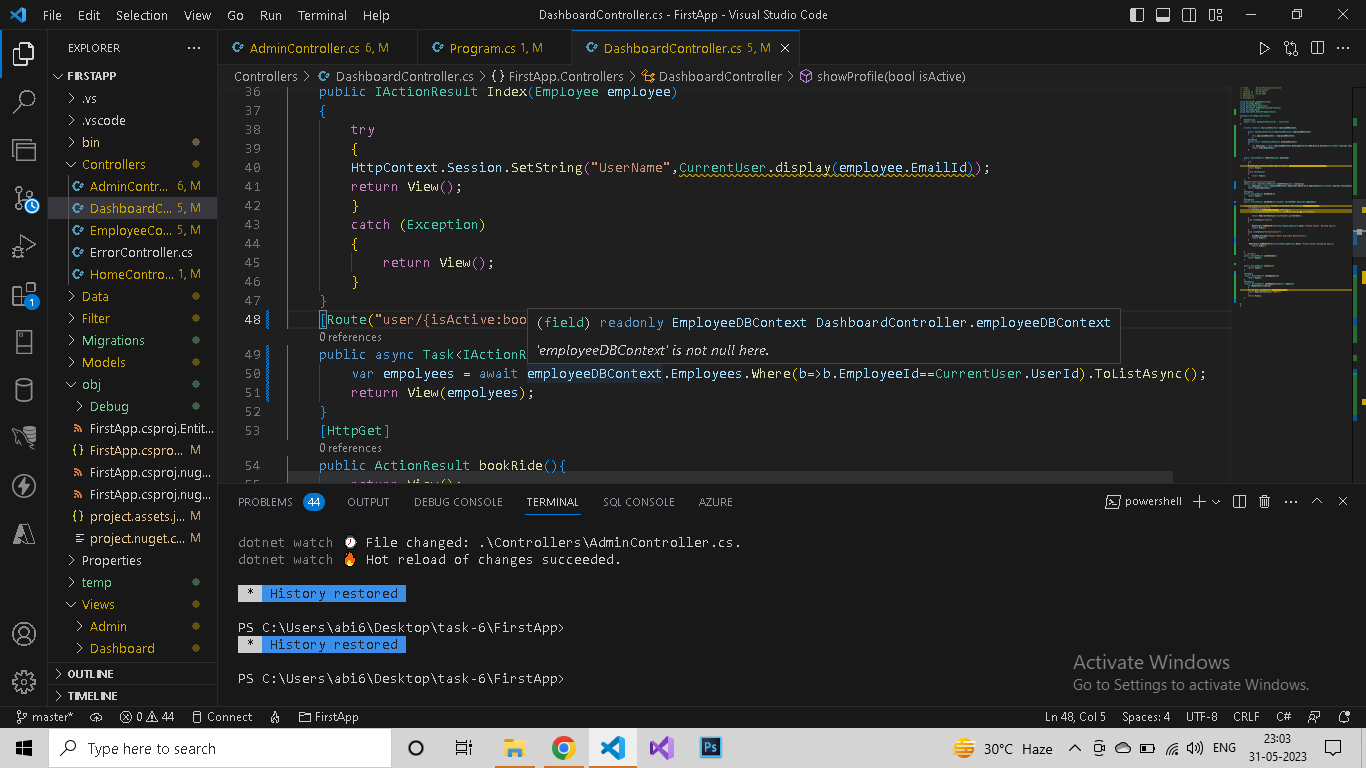 File Edit Selection View Go Run Terminal Help
DashboardController.cs - FirstApp - Visual Studio Code
EXPLORER
AdminController.cs 6, M
Program.cs 1, M
DashboardController.cs 5, M
FIRSTAPP
Controllers > DashboardController.cs > {} FirstApp.Controllers > DashboardController > showProfile(bool isActive)
.vs
.vscode
bin
Controllers
AdminContr... 6, M
DashboardC... 5, M
EmployeeCo... 5, M
ErrorController.cs
HomeContro... 1, M
Data
Filter
Migrations
Models
obj
Debug
FirstApp.csproj.Entit...
FirstApp.cspro... M
FirstApp.csproj.nug...
FirstApp.csproj.nug...
project.assets.j... M
project.nuget.c... M
Properties
temp
Views
Admin
Dashboard
OUTLINE
TIMELINE
36 public IActionResult Index(Employee employee)
37 {
38 try
39 {
40 HttpContext.Session.SetString("UserName",CurrentUser.display(employee.EmailId));
41 return View();
42 }
43 catch (Exception)
44 {
45 return View();
46 }
47 }
48 [Route("user/{isActive:boo
(field) readonly EmployeeDBContext DashboardController.employeeDBContext
'employeeDBContext' is not null here.
0 references
49 public async Task<IActionR
50 var empolyees = await employeeDBContext.Employees.Where(b=>b.EmployeeId==CurrentUser.UserId).ToListAsync();
51 return View(empolyees);
52 }
53 [HttpGet]
0 references
54 public ActionResult bookRide(){
55 return View();
PROBLEMS 44 OUTPUT DEBUG CONSOLE TERMINAL SQL CONSOLE AZURE
powershell
dotnet watch File changed: .\Controllers\AdminController.cs.
dotnet watch Hot reload of changes succeeded.
* History restored
PS C:\Users\abi6\Desktop\task-6\FirstApp>
* History restored
PS C:\Users\abi6\Desktop\task-6\FirstApp>
Activate Windows
Go to Settings to activate Windows.
master* 0 44 Connect FirstApp
Ln 48, Col 5 Spaces: 4 UTF-8 CRLF C#
Type here to search
30°C Haze
ENG
23:03
31-05-2023